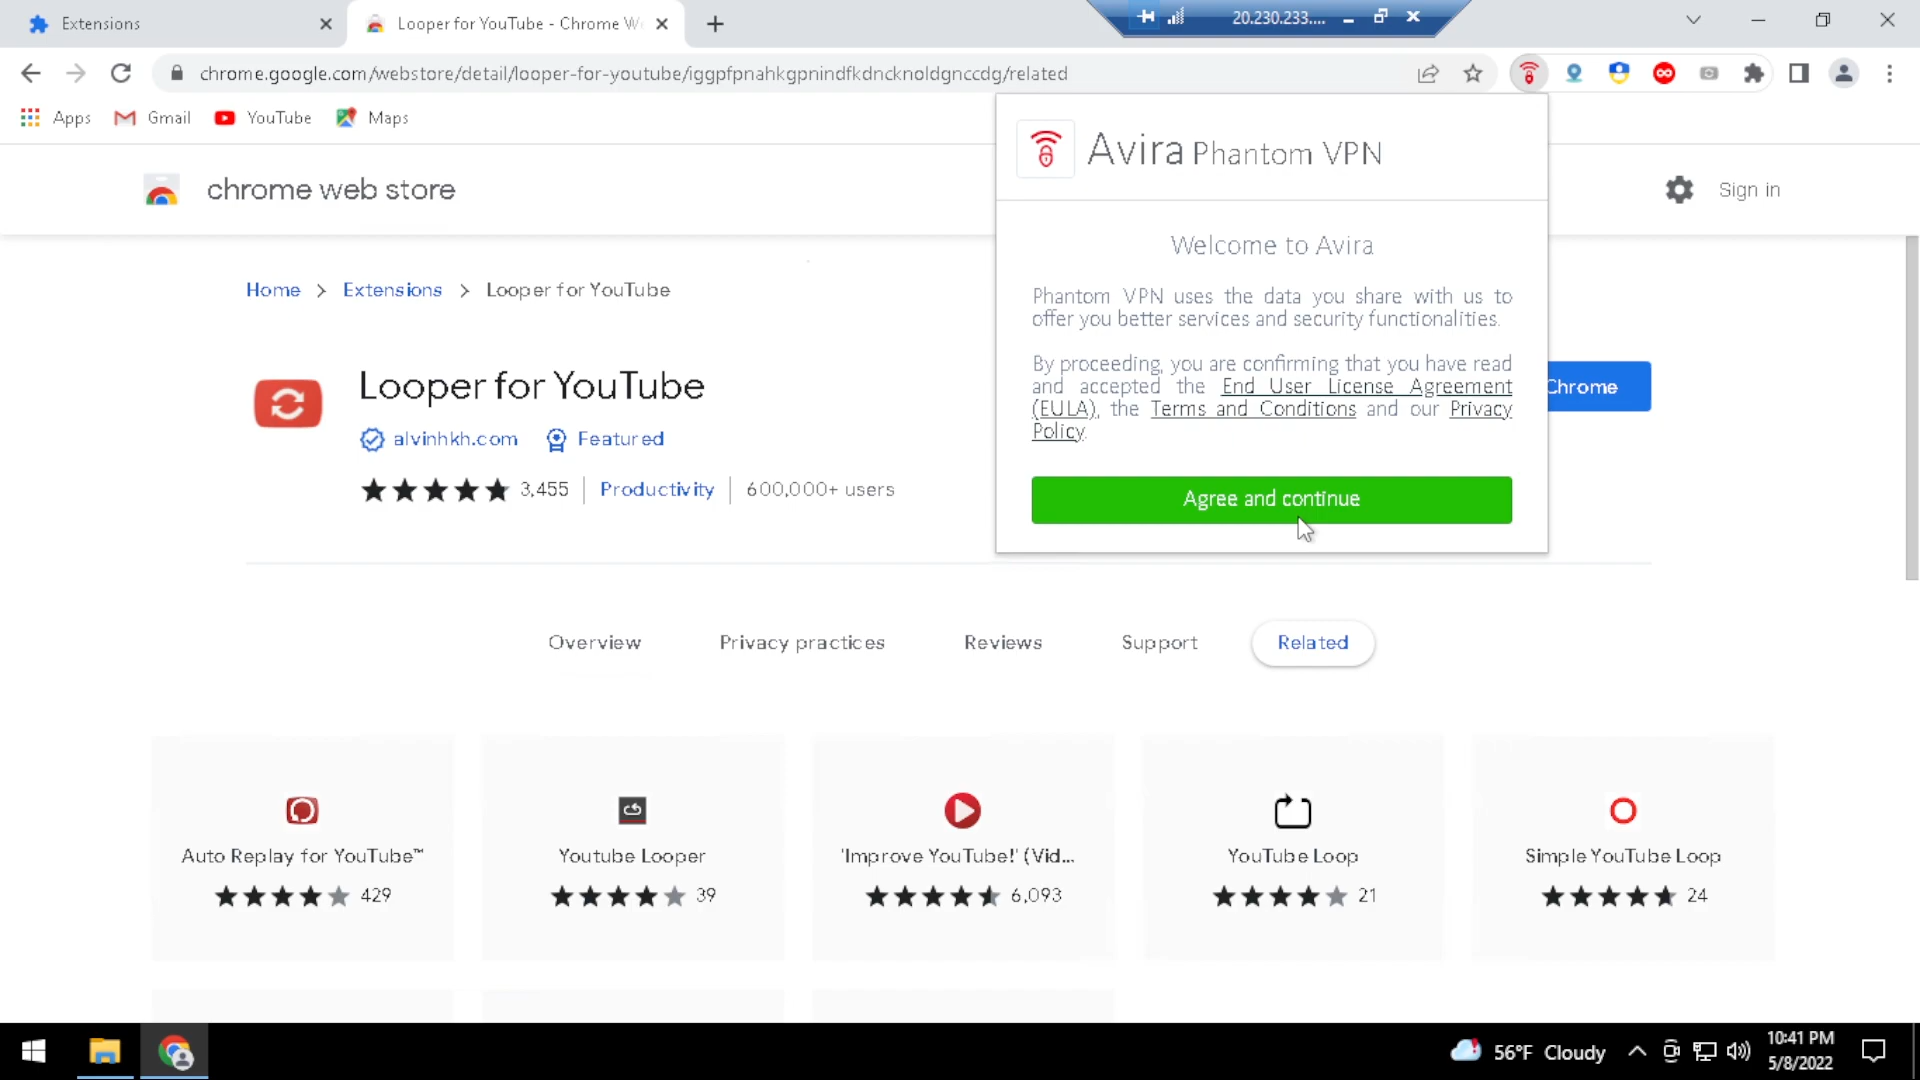 Extensions
Looper for YouTube - Chrome W
20.230.233....
chrome.google.com/webstore/detail/looper-for-youtube/iggpfpnahkgpnindfkdncknoldgnccdg/related
Apps
Gmail
YouTube
Maps
Avira Phantom VPN
chrome web store
Sign in
Welcome to Avira
Home > Extensions > Looper for YouTube
Phantom VPN uses the data you share with us to
offer you better services and security functionalities.
By proceeding, you are confirming that you have read
and accepted the End User License Agreement
(EULA), the Terms and Conditions and our Privacy
Policy.
Looper for YouTube
Chrome
alvinhkh.com
Featured
3,455
Productivity
600,000+ users
Agree and continue
Overview
Privacy practices
Reviews
Support
Related
Auto Replay for YouTube™
429
Youtube Looper
39
'Improve YouTube!' (Vid...
6,093
YouTube Loop
21
Simple YouTube Loop
24
56°F Cloudy
10:41 PM
5/8/2022